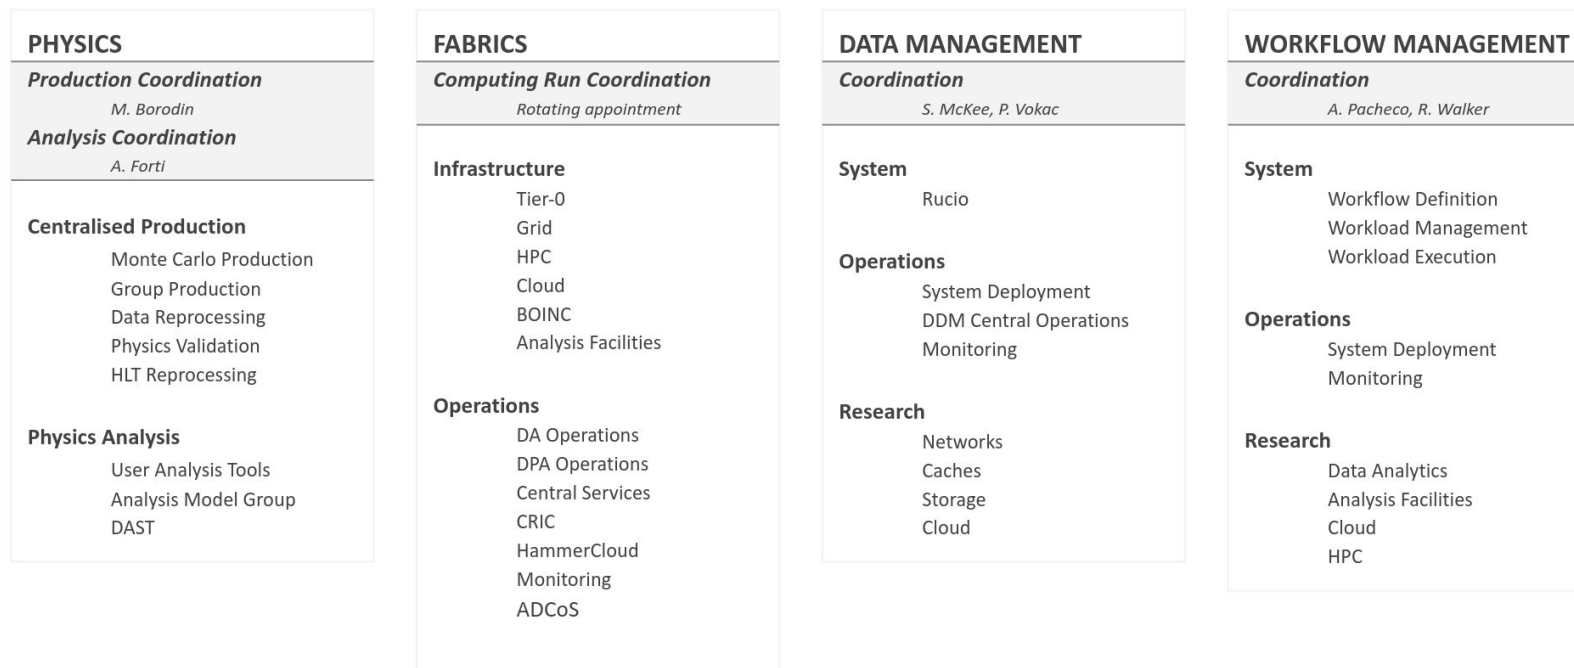 PHYSICS
Production Coordination
M. Borodin
Analysis Coordination
A. Forti
Centralised Production
Monte Carlo Production
Group Production
Data Reprocessing
Physics Validation
HLT Reprocessing
Physics Analysis
User Analysis Tools
Analysis Model Group
DAST
FABRICS
Computing Run Coordination
Rotating appointment
Infrastructure
Tier-0
Grid
HPC
Cloud
BOINC
Analysis Facilities
Operations
DA Operations
DPA Operations
Central Services
CRIC
HammerCloud
Monitoring
ADCoS
DATA MANAGEMENT
Coordination
S. McKee, P. Vokac
System
Rucio
Operations
System Deployment
DDM Central Operations
Monitoring
Research
Networks
Caches
Storage
Cloud
WORKFLOW MANAGEMENT
Coordination
A. Pacheco, R. Walker
System
Workflow Definition
Workload Management
Workload Execution
Operations
System Deployment
Monitoring
Research
Data Analytics
Analysis Facilities
Cloud
HPC